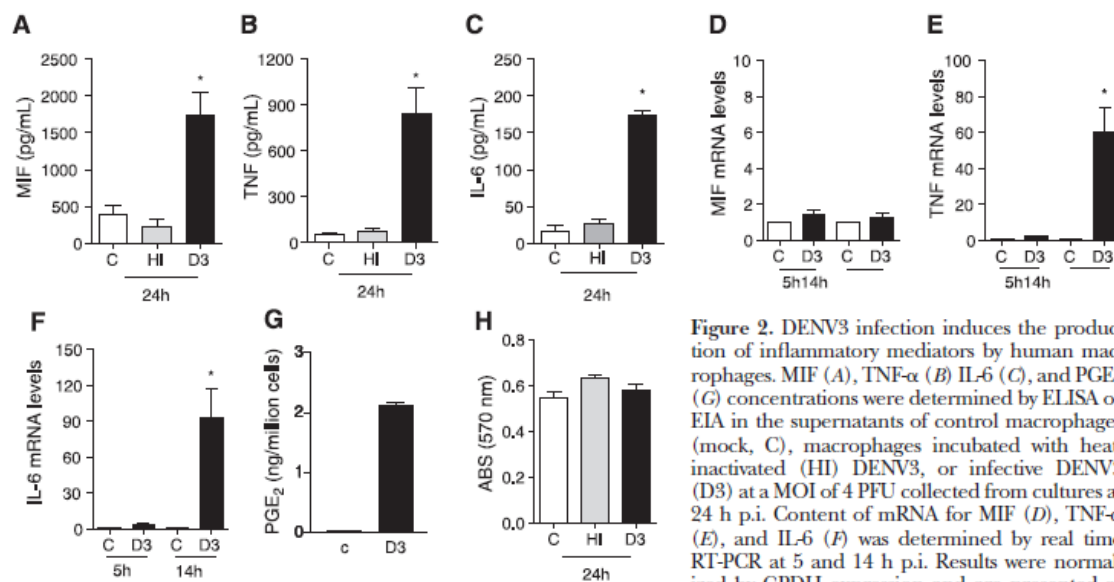 A
B
C
D
E
MIF (pg/mL)
2500
2000
1500
1000
500
0
*
C HI D3
24h
TNF (pg/mL)
1200
900
600
300
0
*
C HI D3
24h
IL-6 (pg/mL)
250
200
150
100
50
0
*
C HI D3
24h
MIF mRNA levels
10
8
6
4
2
0
C D3 C D3
5h14h
TNF mRNA levels
100
80
60
40
20
0
*
C D3 C D3
5h14h
F
G
H
IL-6 mRNA levels
150
120
90
60
30
0
*
C D3 C D3
5h 14h
PGE2 (ng/million cells)
3
2
1
0
c D3
ABS (570 nm)
0.8
0.6
0.4
0.2
0.0
C HI D3
24h
Figure 2. DENV3 infection induces the produc
tion of inflammatory mediators by human mac
rophages. MIF (A), TNF-α (B) IL-6 (C), and PGE
(G) concentrations were determined by ELISA o
EIA in the supernatants of control macrophage
(mock, C), macrophages incubated with heat
inactivated (HI) DENV3, or infective DENV
(D3) at a MOI of 4 PFU collected from cultures a
24 h p.i. Content of mRNA for MIF (D), TNF-α
(E), and IL-6 (F) was determined by real time
RT-PCR at 5 and 14 h p.i. Results were normal